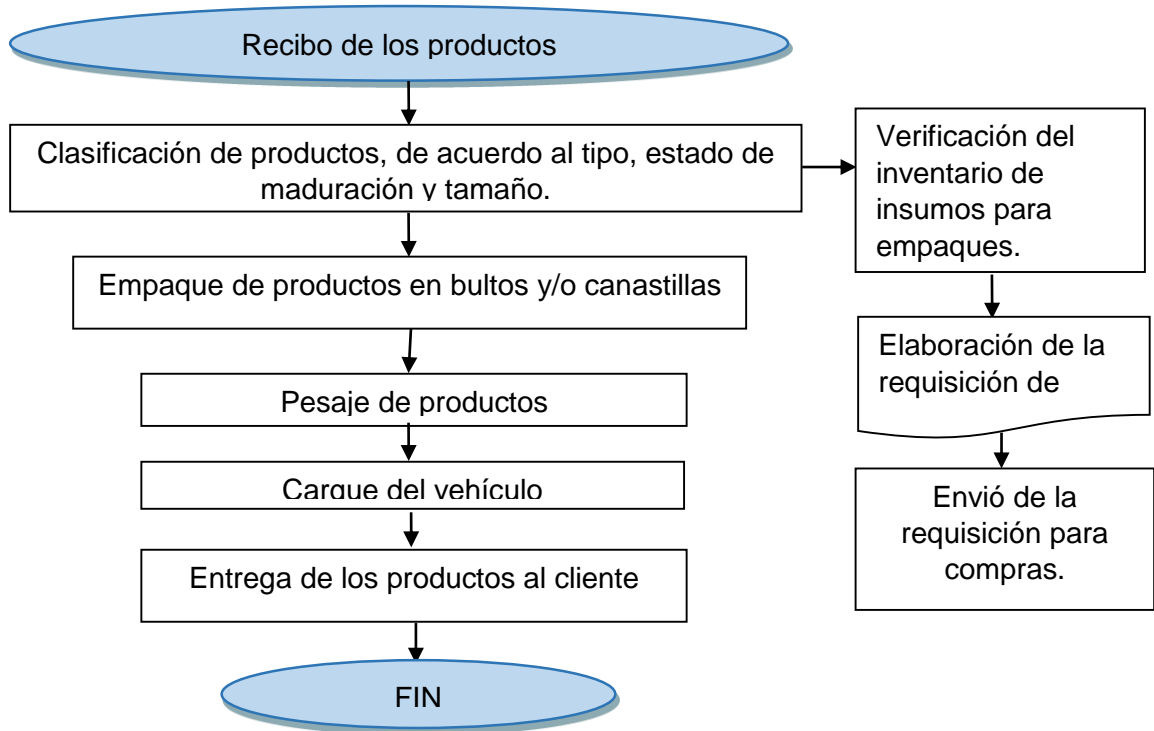 Recibo de los productos
Clasificación de productos, de acuerdo al tipo, estado de
maduración y tamaño.
Verificación del
inventario de
insumos para
empaques.
Empaque de productos en bultos y/o canastillas
Elaboración de la
requisición de
Pesaje de productos
Cargue del vehículo
Envió de la
requisición para
compras.
Entrega de los productos al cliente
FIN